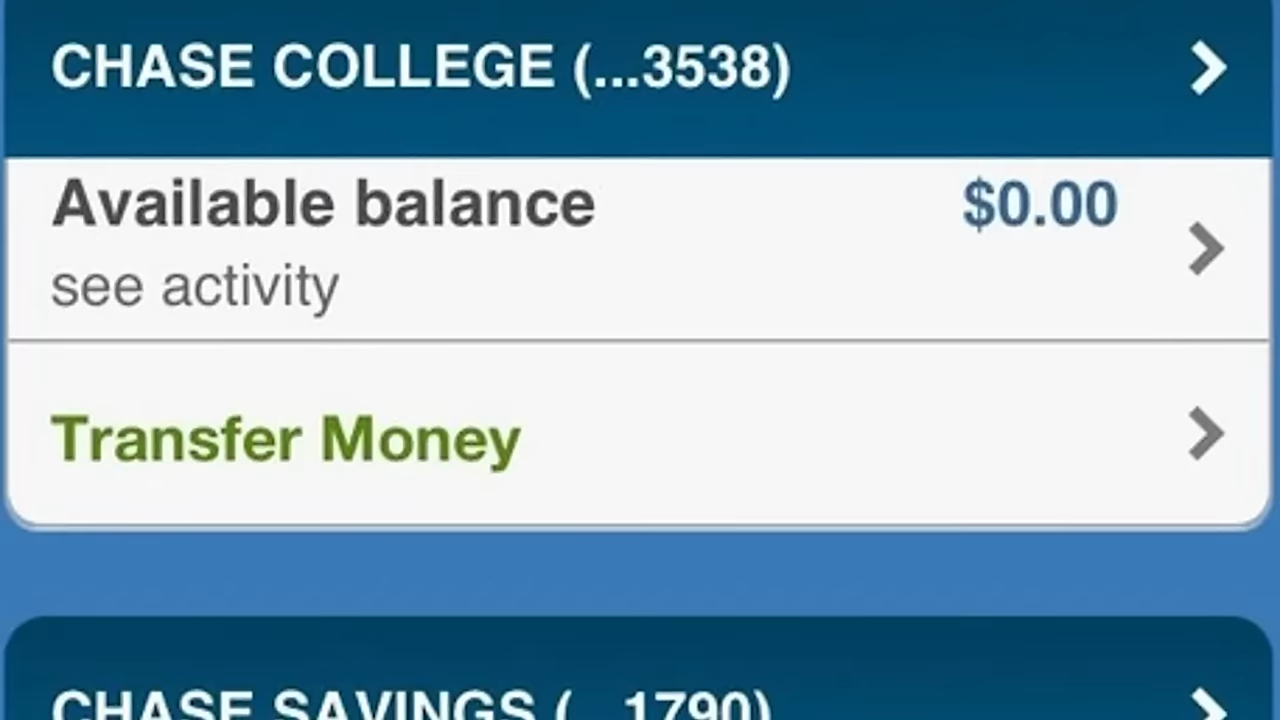 CHASE COLLEGE (...3538)
Available balance $0.00
see activity
Transfer Money
CHASE SAVINGS (...1790)